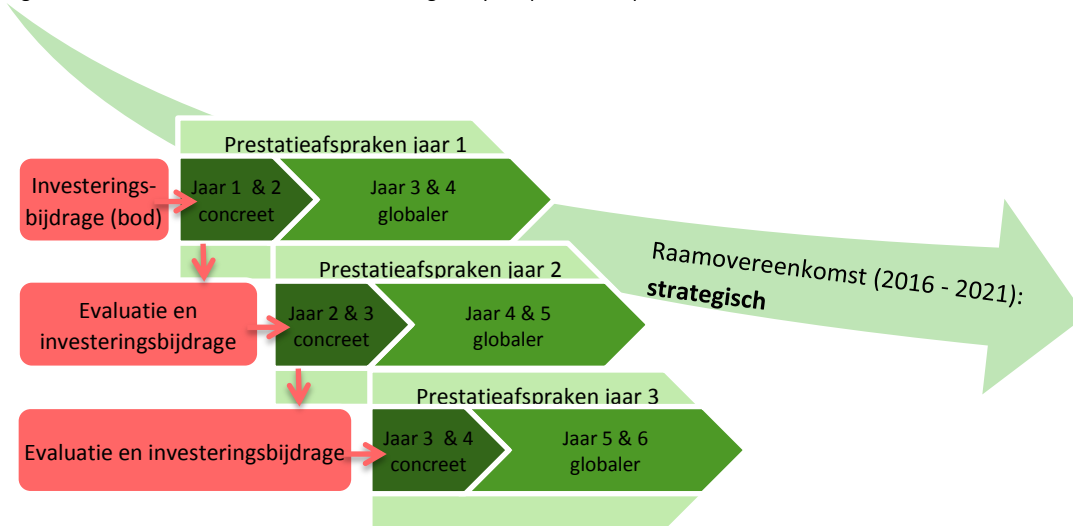 Prestatieafspraken jaar 1
Investerings-
bijdrage (bod)
Jaar 1 & 2
concreet
Jaar 3 & 4
globaler
Raamovereenkomst (2016 - 2021):
strategisch
Prestatieafspraken jaar 2
Evaluatie en
investeringsbijdrage
Jaar 2 & 3
concreet
Jaar 4 & 5
globaler
Prestatieafspraken jaar 3
Evaluatie en investeringsbijdrage
Jaar 3 & 4
concreet
Jaar 5 & 6
globaler